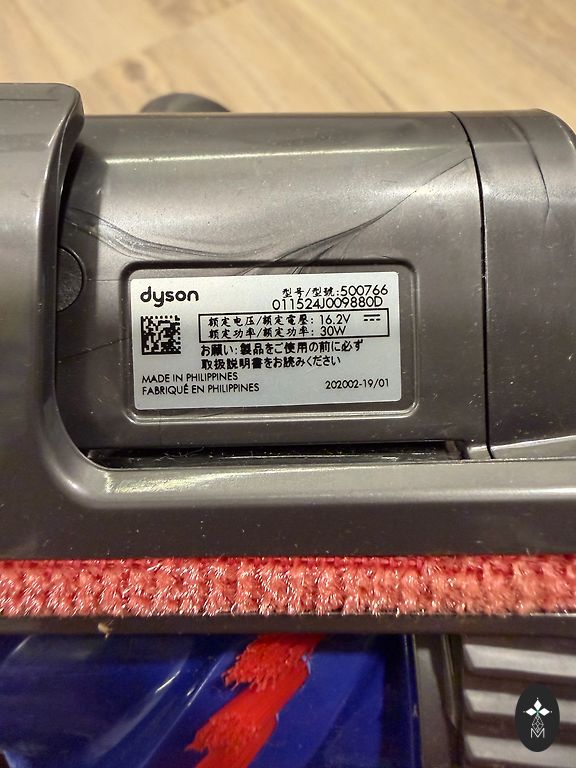 dyson
型号/型號:500766
011524J009880D
额定电压/額定電壓: 16.2V
额定功率/額定功率: 30W
お願い:製品をご使用の前に必ず
取扱説明書をお読みください
MADE IN PHILIPPINES
FABRIQUÉ EN PHILIPPINES
202002-19/01
M